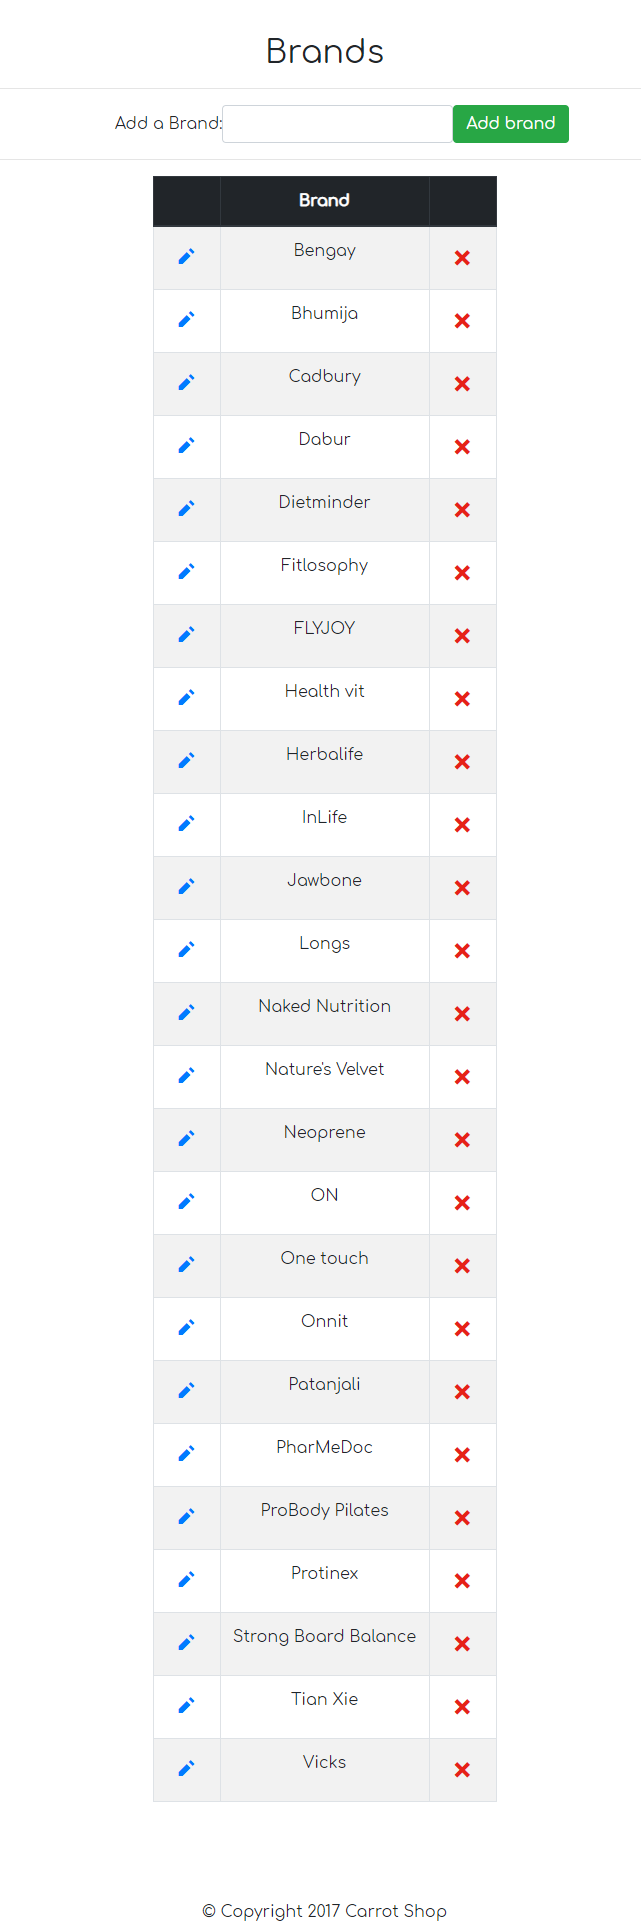 Brands
Add a Brand: Add brand
Brand
Bengay
Bhumija
Cadbury
Dabur
Dietminder
Fitlosophy
FLYJOY
Health vit
Herbalife
InLife
Jawbone
Longs
Naked Nutrition
Nature's Velvet
Neoprene
ON
One touch
Onnit
Patanjali
PharMeDoc
ProBody Pilates
Protinex
Strong Board Balance
Tian Xie
Vicks
© Copyright 2017 Carrot Shop